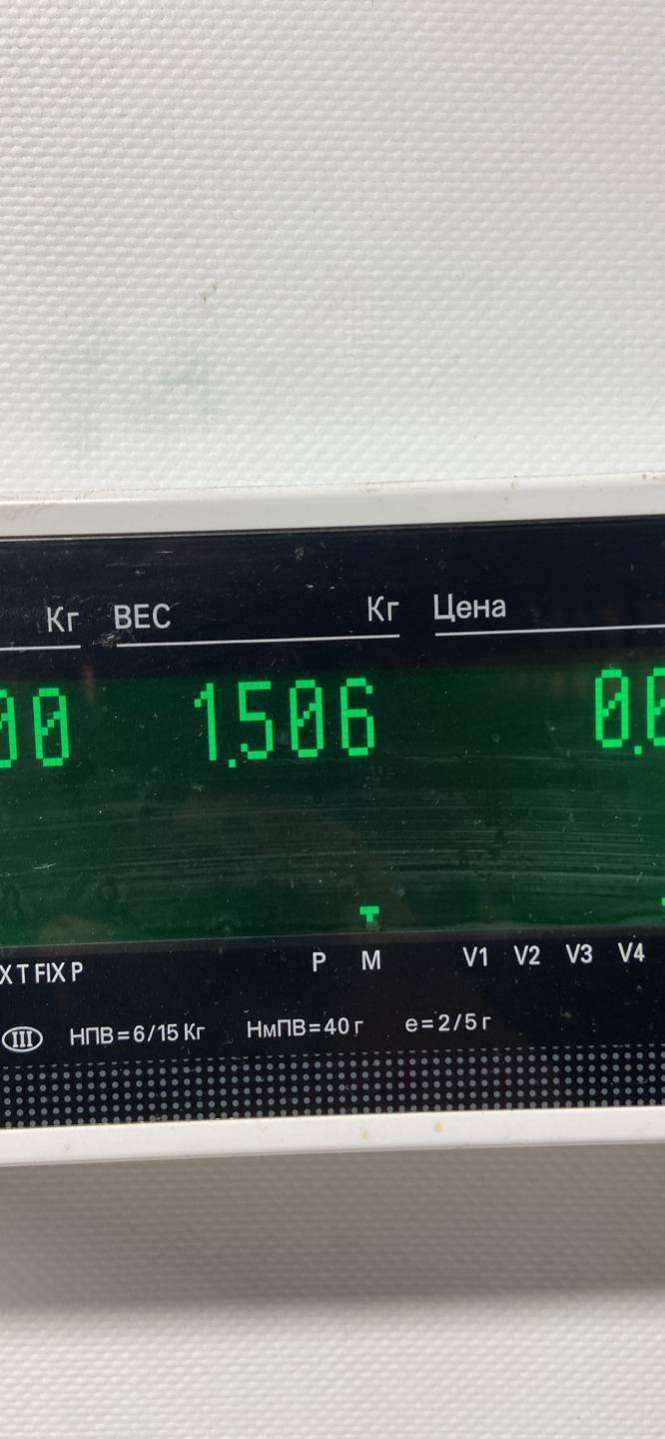 Кг ВЕС Кг Цена
00 1.506 0.0
X T FIX P P M V1 V2 V3 V4
III НПВ=6/15 Кг НмПВ=40 г e=2/5 г